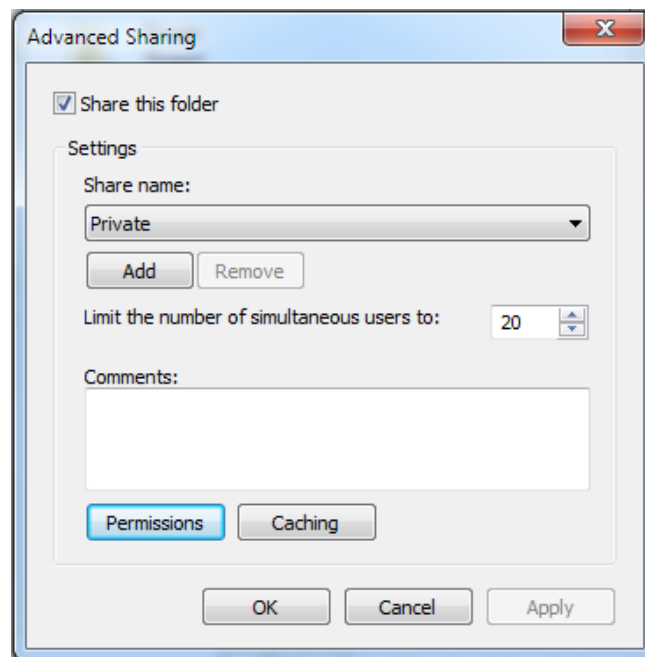 Advanced Sharing
Share this folder
Settings
Share name:
Private
Add Remove
Limit the number of simultaneous users to: 20
Comments:
Permissions Caching
OK Cancel Apply